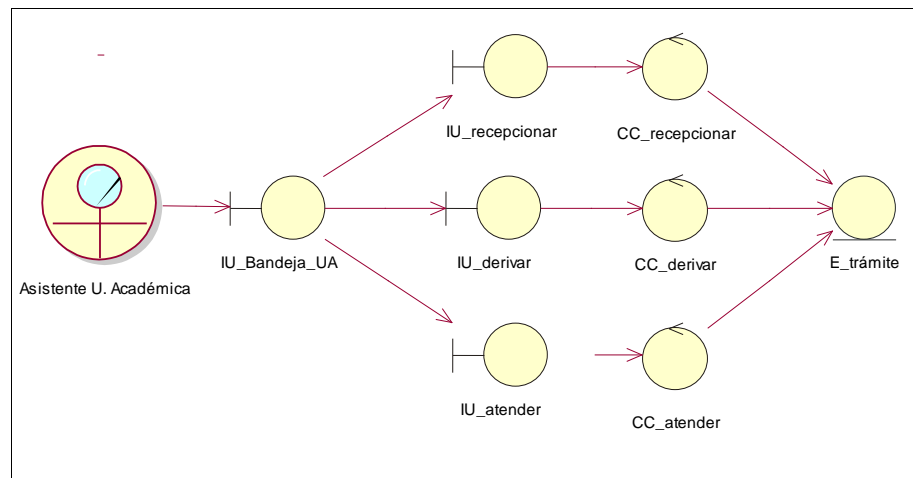 IU_recepcionar
CC_recepcionar
Asistente U. Académica
IU_Bandeja_UA
IU_derivar
CC_derivar
E_trámite
IU_atender
CC_atender